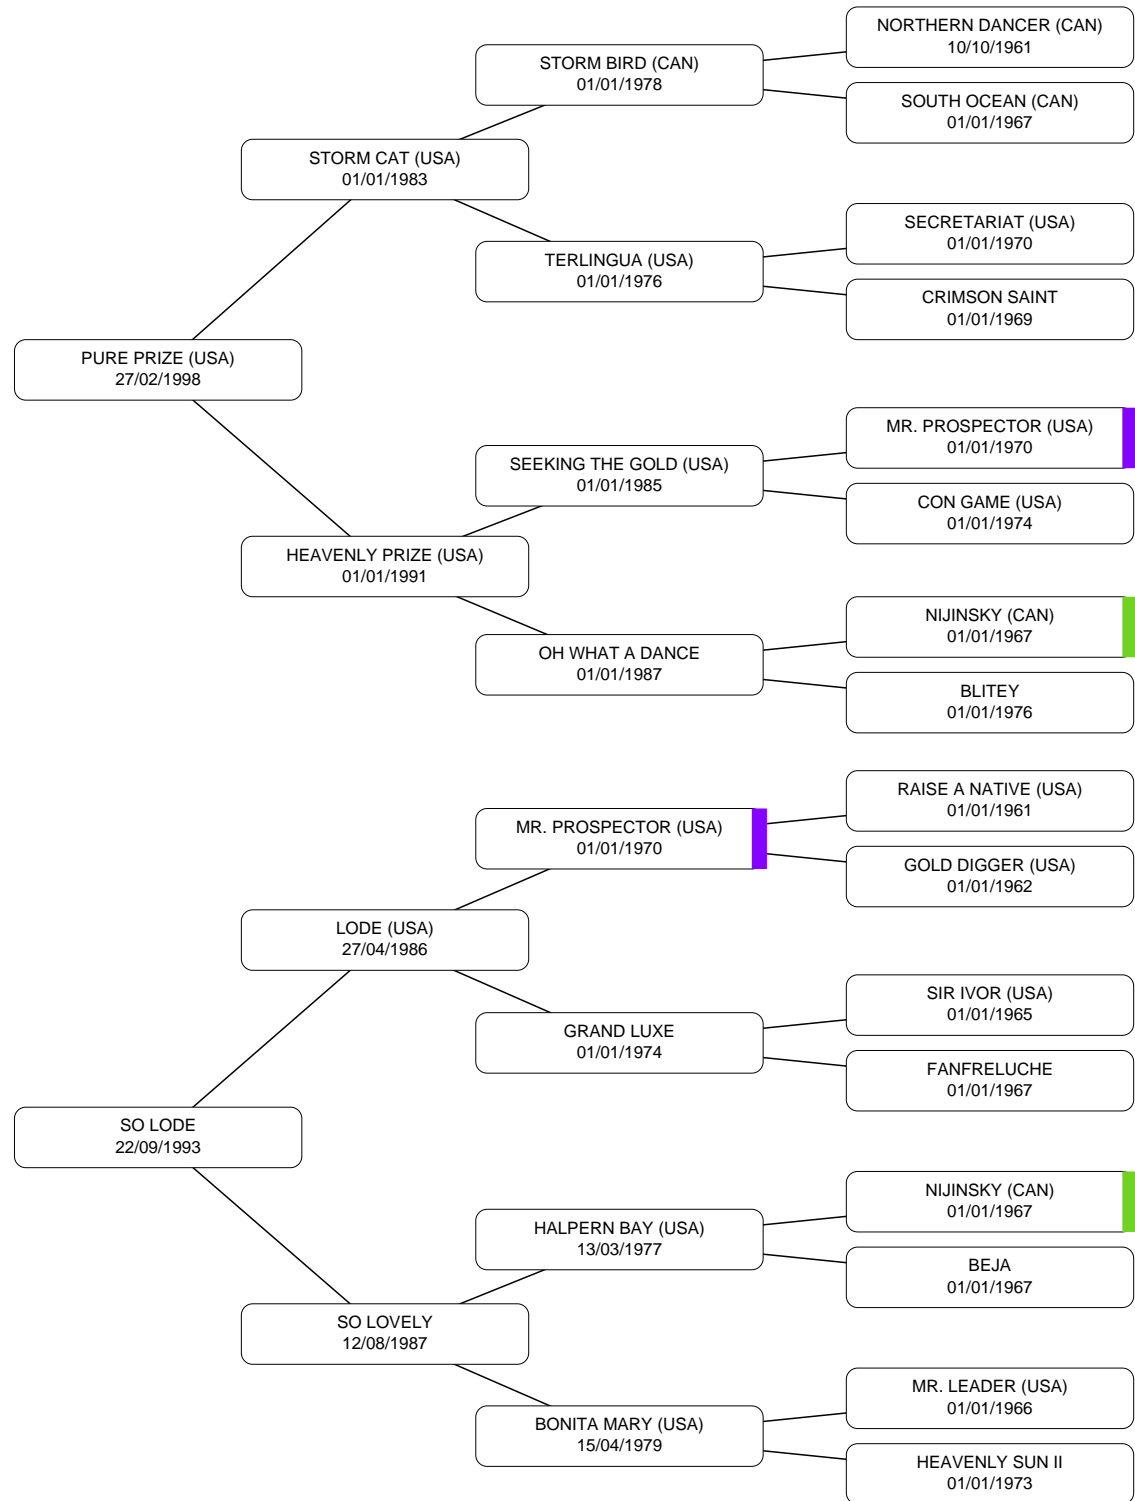 NORTHERN DANCER (CAN)
10/10/1961
STORM BIRD (CAN)
01/01/1978
SOUTH OCEAN (CAN)
01/01/1967
STORM CAT (USA)
01/01/1983
SECRETARIAT (USA)
01/01/1970
TERLINGUA (USA)
01/01/1976
CRIMSON SAINT
01/01/1969
PURE PRIZE (USA)
27/02/1998
MR. PROSPECTOR (USA)
01/01/1970
SEEKING THE GOLD (USA)
01/01/1985
CON GAME (USA)
01/01/1974
HEAVENLY PRIZE (USA)
01/01/1991
NIJINSKY (CAN)
01/01/1967
OH WHAT A DANCE
01/01/1987
BLITEY
01/01/1976
RAISE A NATIVE (USA)
01/01/1961
MR. PROSPECTOR (USA)
01/01/1970
GOLD DIGGER (USA)
01/01/1962
LODE (USA)
27/04/1986
SIR IVOR (USA)
01/01/1965
GRAND LUXE
01/01/1974
FANFRELUCHE
01/01/1967
SO LODE
22/09/1993
NIJINSKY (CAN)
01/01/1967
HALPERN BAY (USA)
13/03/1977
BEJA
01/01/1967
SO LOVELY
12/08/1987
MR. LEADER (USA)
01/01/1966
BONITA MARY (USA)
15/04/1979
HEAVENLY SUN II
01/01/1973